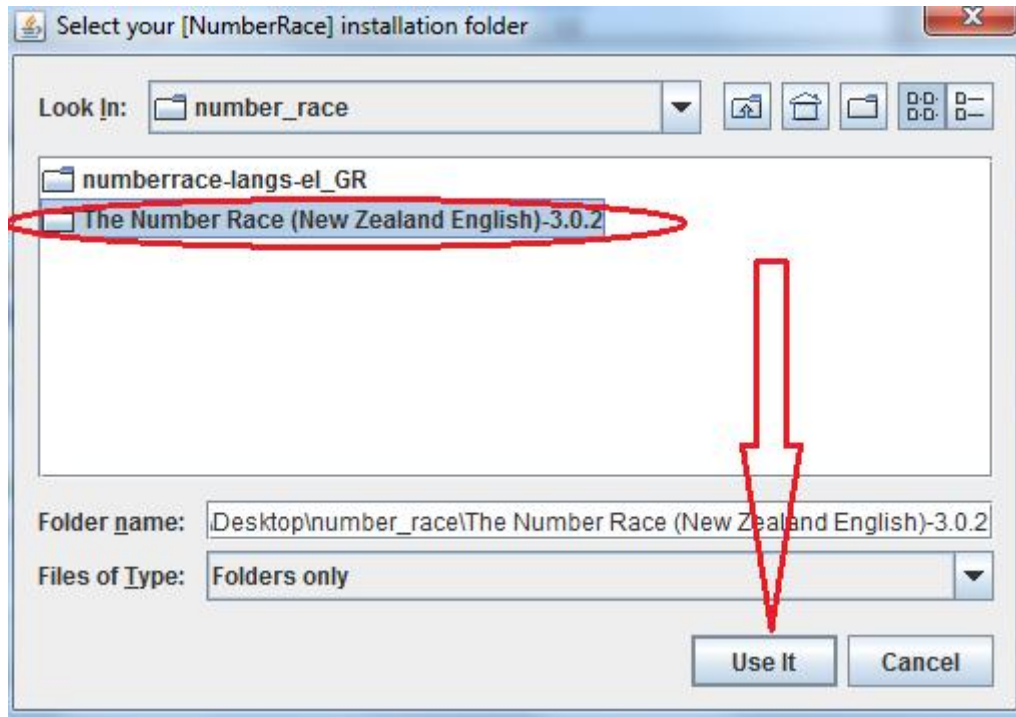 Select your [NumberRace] installation folder
Look In: number_race
numberrace-langs-el_GR
The Number Race (New Zealand English)-3.0.2
Folder name: Desktop\number_race\The Number Race (New Zealand English)-3.0.2
Files of Type: Folders only
Use It Cancel